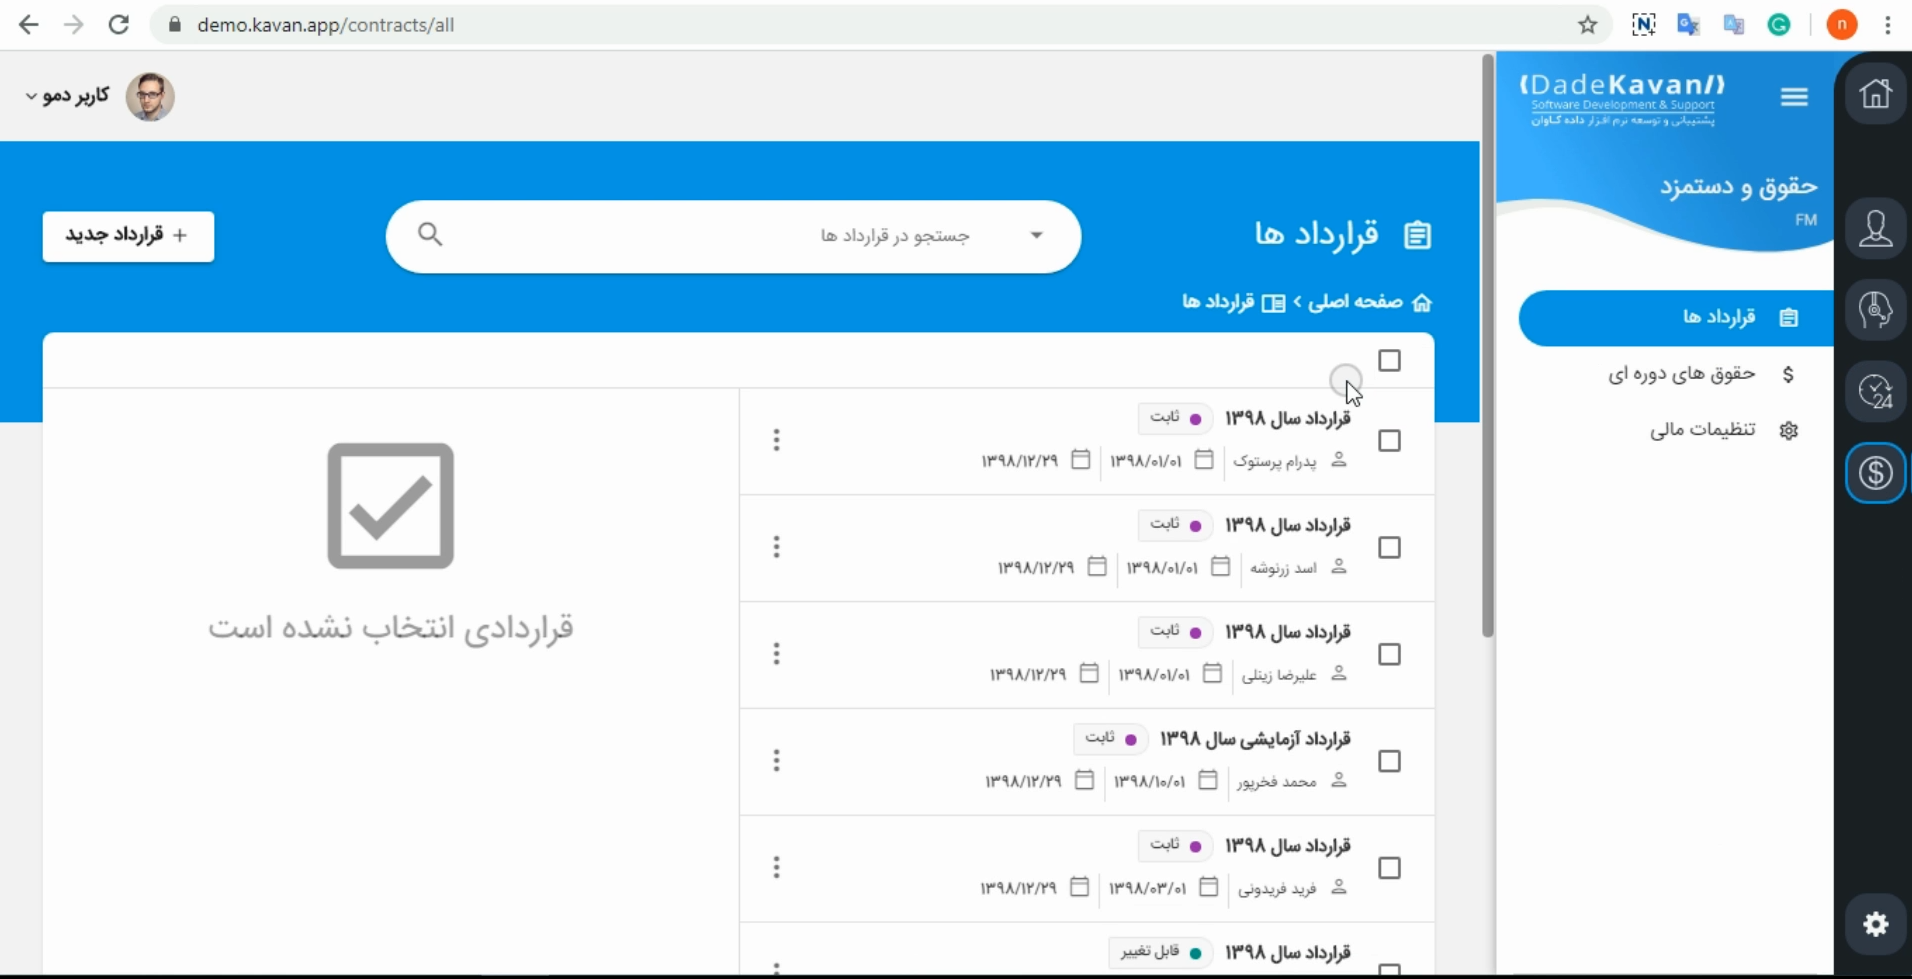 demo.kavan.app/contracts/all
n
DadeKavan
Software Development & Support
پشتیبانی و توسعه نرم افزار داده کاوان
کاربر دمو
حقوق و دستمزد
FM
قرارداد ها
جستجو در قرارداد ها
+ قرارداد جدید
صفحه اصلی › قرارداد ها
قرارداد ها
حقوق های دوره ای
تنظیمات مالی
24
قرارداد سال ۱۳۹۸ ثابت
پدرام پرستوک ۱۳۹۸/۰۱/۰۱ ۱۳۹۸/۱۲/۲۹
قرارداد سال ۱۳۹۸ ثابت
اسد زرنوشه ۱۳۹۸/۰۱/۰۱ ۱۳۹۸/۱۲/۲۹
قرارداد سال ۱۳۹۸ ثابت
علیرضا زینلی ۱۳۹۸/۰۱/۰۱ ۱۳۹۸/۱۲/۲۹
قرارداد آزمایشی سال ۱۳۹۸ ثابت
محمد فخرپور ۱۳۹۸/۱۰/۰۱ ۱۳۹۸/۱۲/۲۹
قرارداد سال ۱۳۹۸ ثابت
فرید فریدونی ۱۳۹۸/۰۳/۰۱ ۱۳۹۸/۱۲/۲۹
قرارداد سال ۱۳۹۸ قابل تغییر
قراردادی انتخاب نشده است